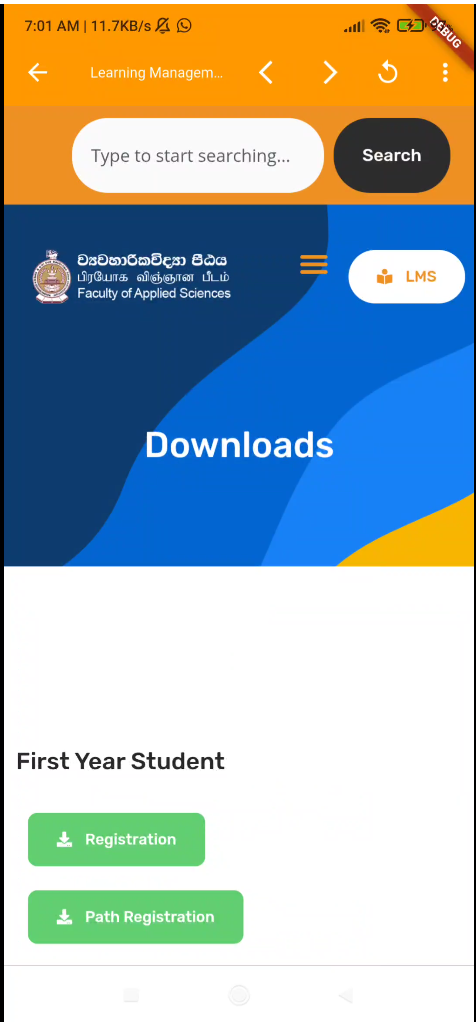 7:01 AM | 11.7KB/s
DEBUG
Learning Managem...
Type to start searching...
Search
ව්‍යවහාරිකවිද්‍යා පීඨය
பிரயோக விஞ்ஞான பீடம்
Faculty of Applied Sciences
LMS
Downloads
First Year Student
Registration
Path Registration